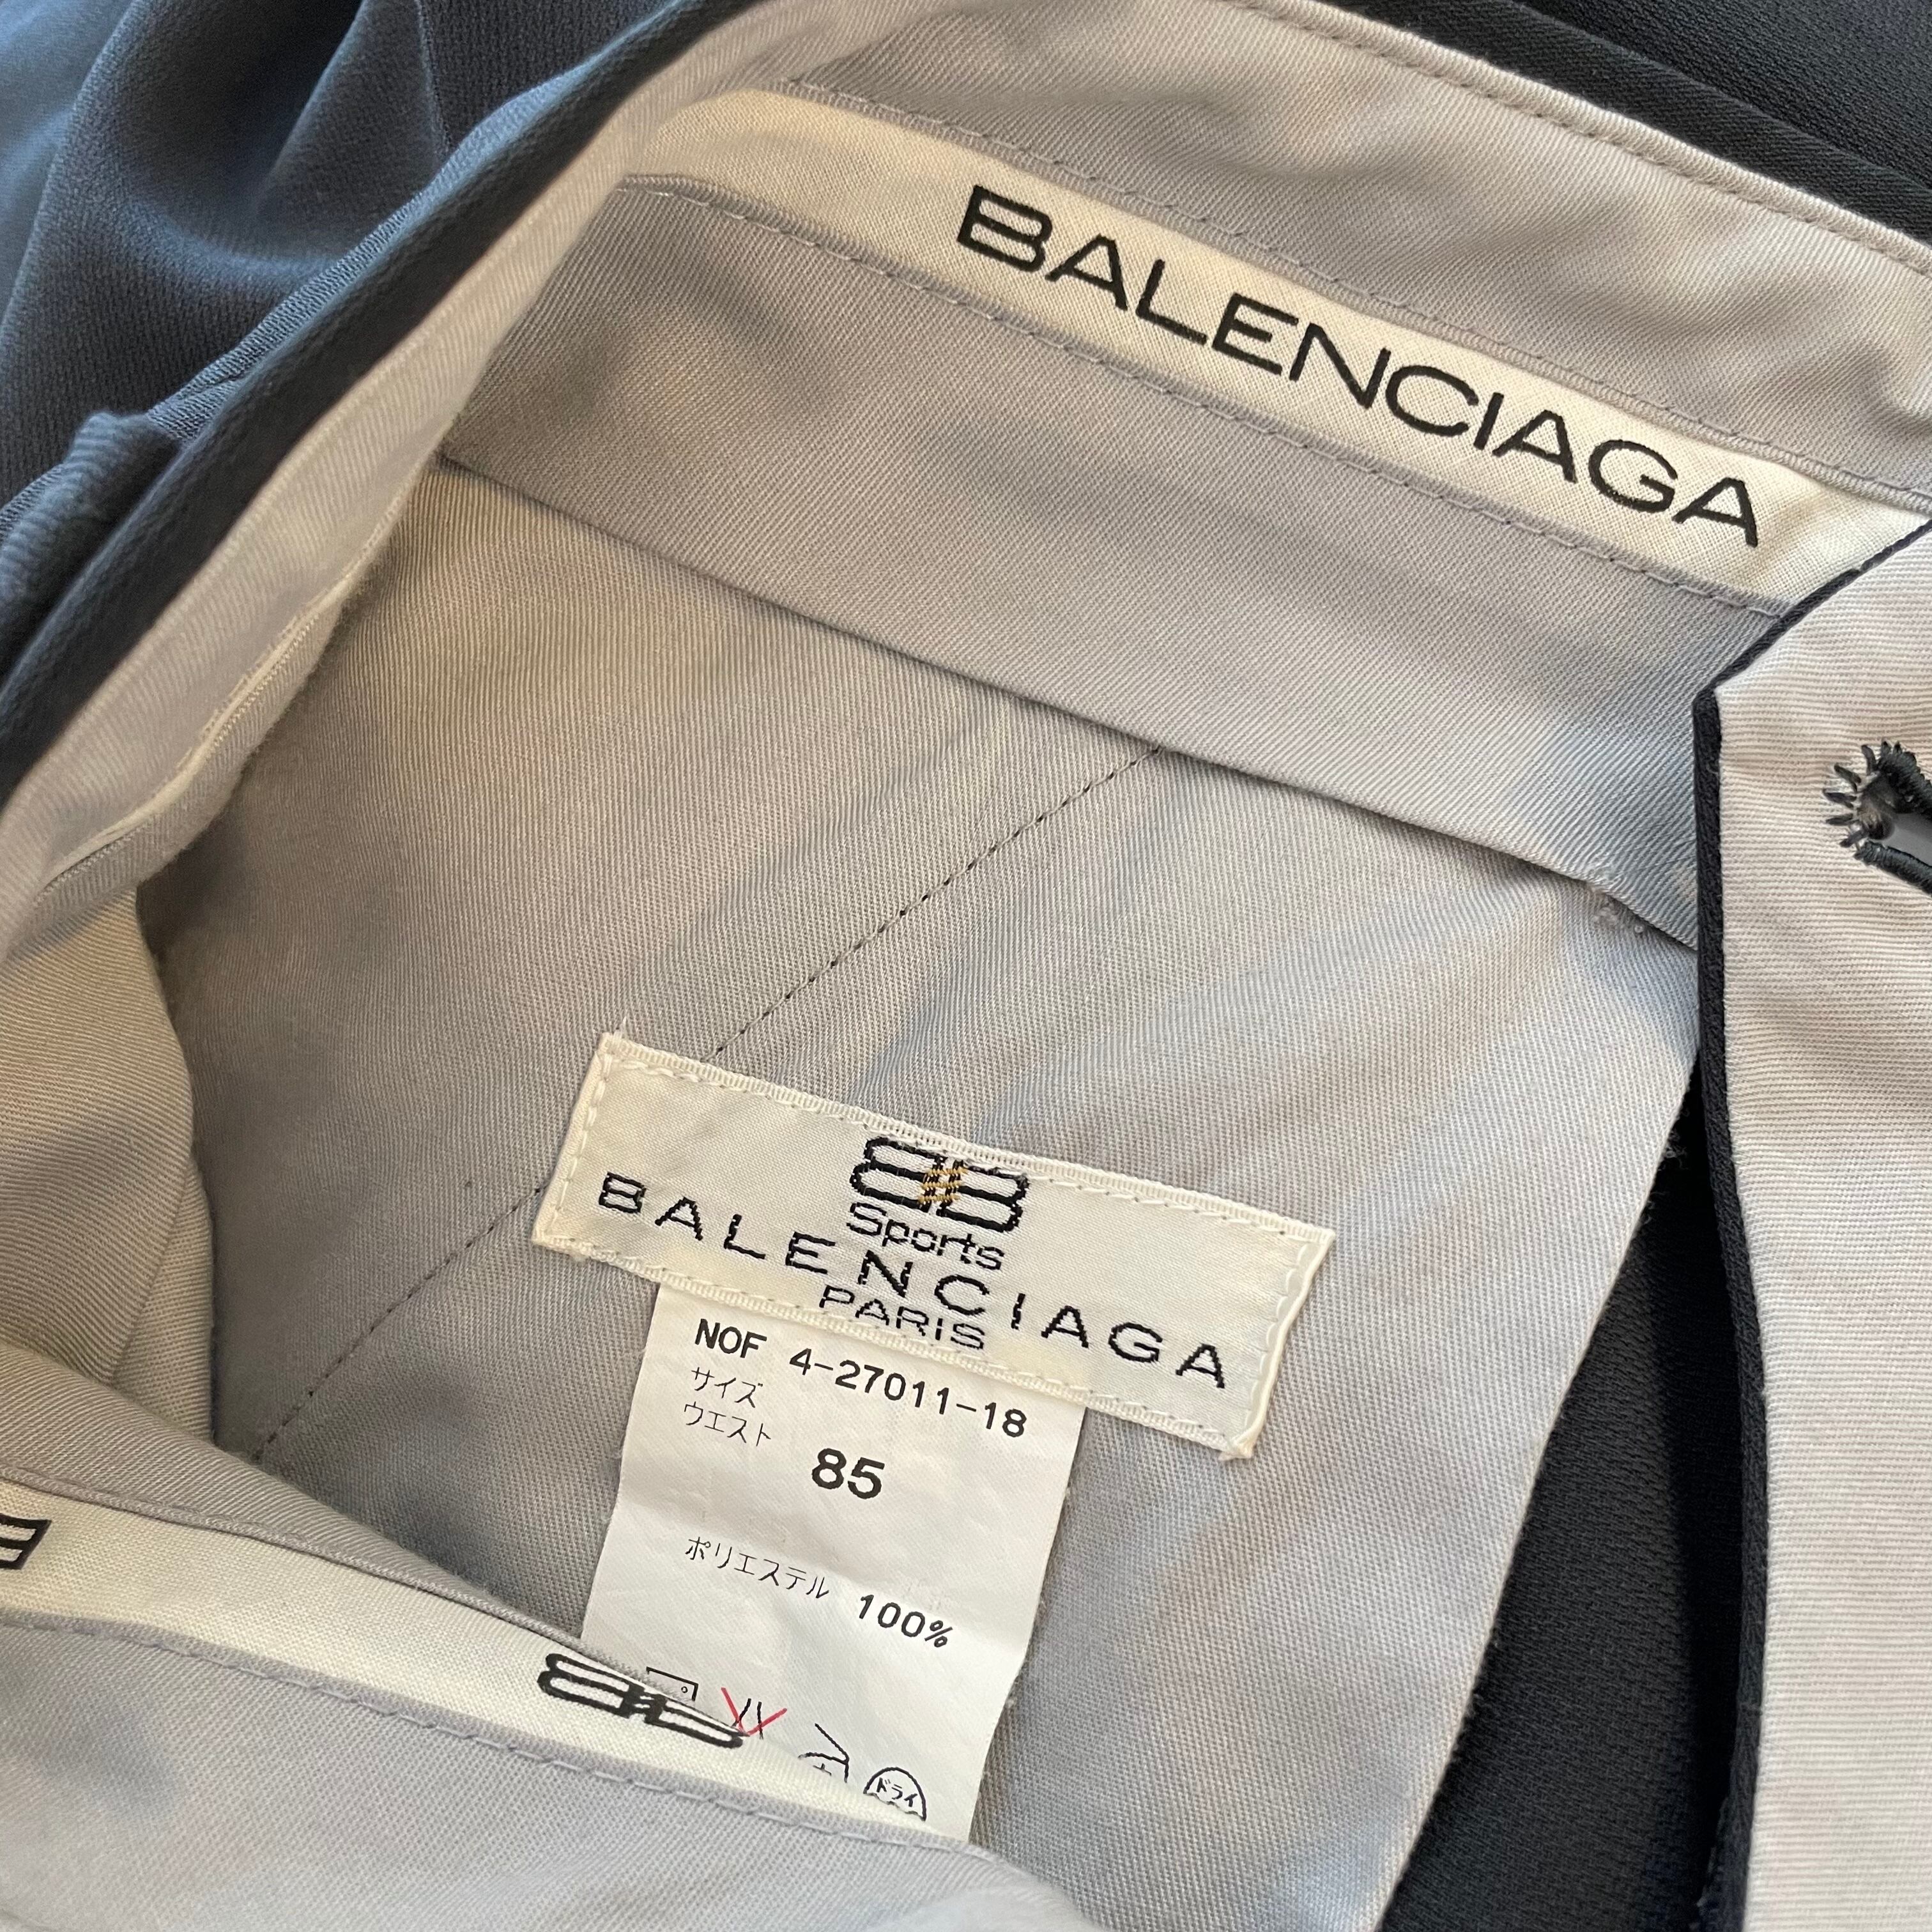 BALENCIAGA
Sports
BALENCIAGA
PARIS
NOF 4-27011-18
サイズ
ウエスト 85
ポリエステル 100%
ドライ